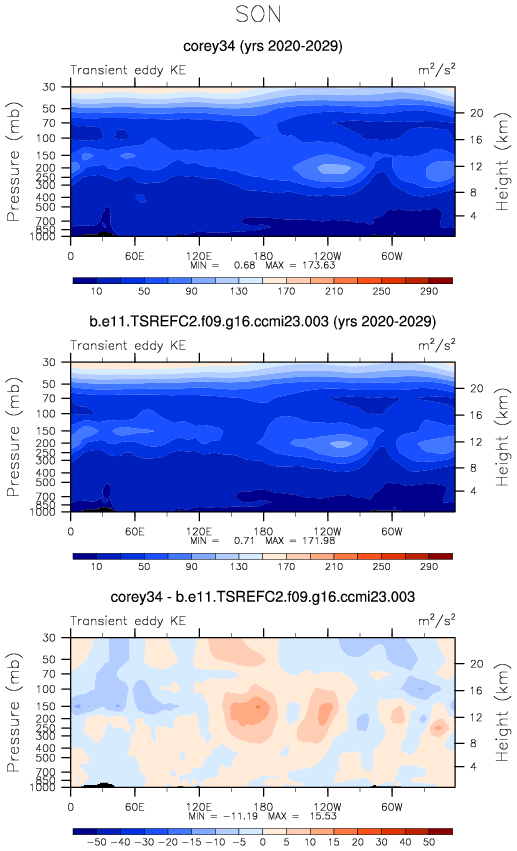 SON
corey34 (yrs 2020-2029)
Transient eddy KE m²/s²
Pressure (mb)
30
50
70
100
150
200
250
300
400
500
700
850
1000
20
16
12
8
4
Height (km)
0 60E 120E 180 120W 60W
MIN = 0.68 MAX = 173.63
10 50 90 130 170 210 250 290
b.e11.TSREFC2.f09.g16.ccmi23.003 (yrs 2020-2029)
Transient eddy KE m²/s²
Pressure (mb)
30
50
70
100
150
200
250
300
400
500
700
850
1000
20
16
12
8
4
Height (km)
0 60E 120E 180 120W 60W
MIN = 0.71 MAX = 171.98
10 50 90 130 170 210 250 290
corey34 - b.e11.TSREFC2.f09.g16.ccmi23.003
Transient eddy KE m²/s²
Pressure (mb)
30
50
70
100
150
200
250
300
400
500
700
850
1000
20
16
12
8
4
Height (km)
0 60E 120E 180 120W 60W
MIN = -11.19 MAX = 15.53
-50 -40 -30 -20 -15 -10 -5 0 5 10 15 20 30 40 50